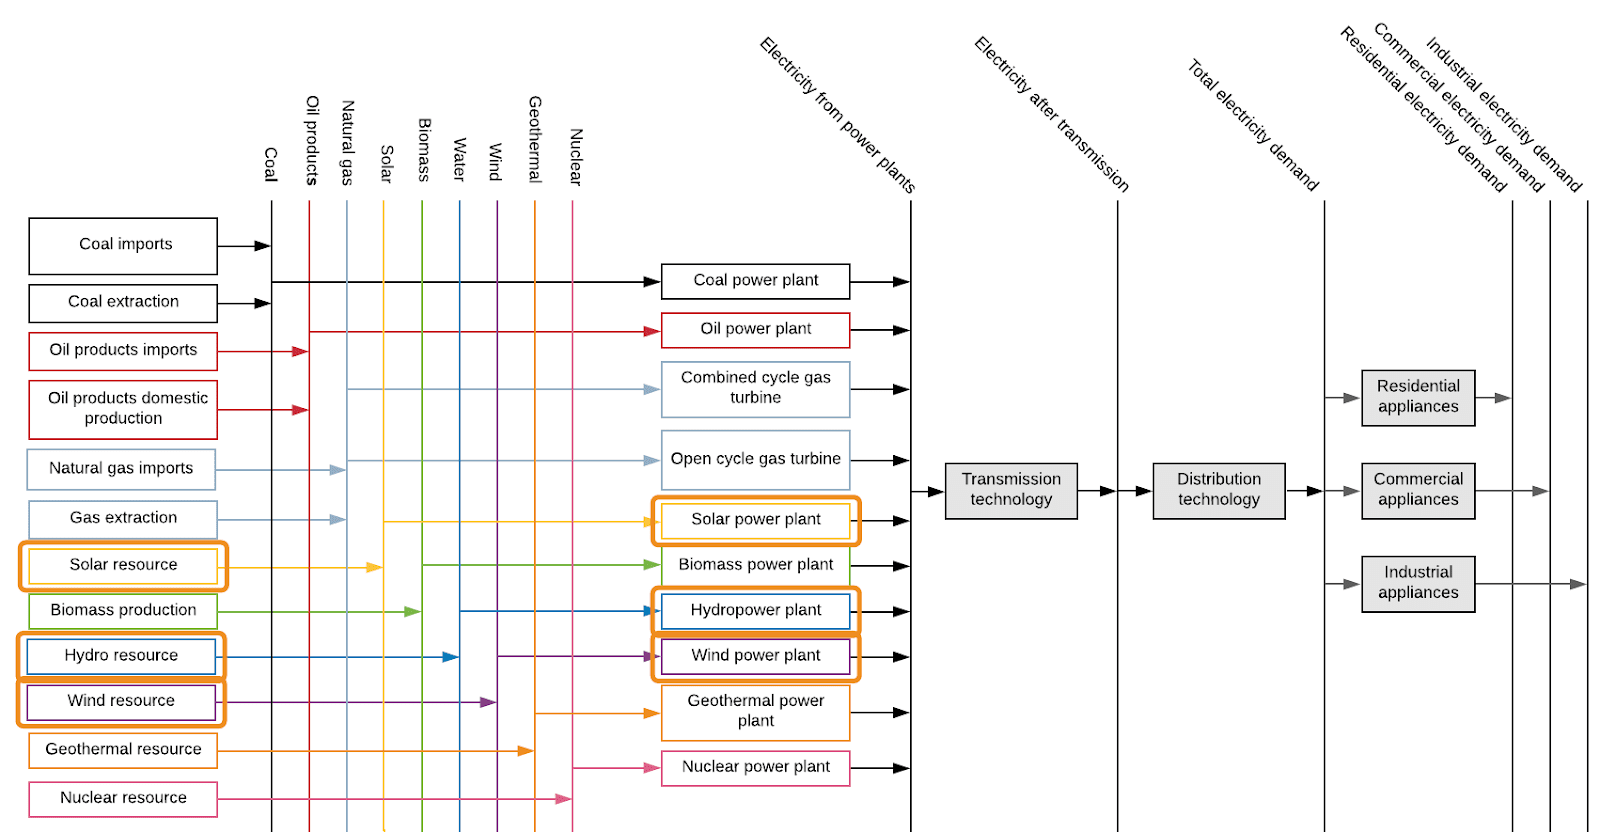 Coal
Oil products
Natural gas
Solar
Biomass
Water
Wind
Geothermal
Nuclear
Electricity from power plants
Electricity after transmission
Total electricity demand
Residential electricity demand
Commercial electricity demand
Industrial electricity demand
Coal imports
Coal extraction
Oil products imports
Oil products domestic
production
Natural gas imports
Gas extraction
Solar resource
Biomass production
Hydro resource
Wind resource
Geothermal resource
Nuclear resource
Coal power plant
Oil power plant
Combined cycle gas
turbine
Open cycle gas turbine
Solar power plant
Biomass power plant
Hydropower plant
Wind power plant
Geothermal power
plant
Nuclear power plant
Transmission
technology
Distribution
technology
Residential
appliances
Commercial
appliances
Industrial
appliances